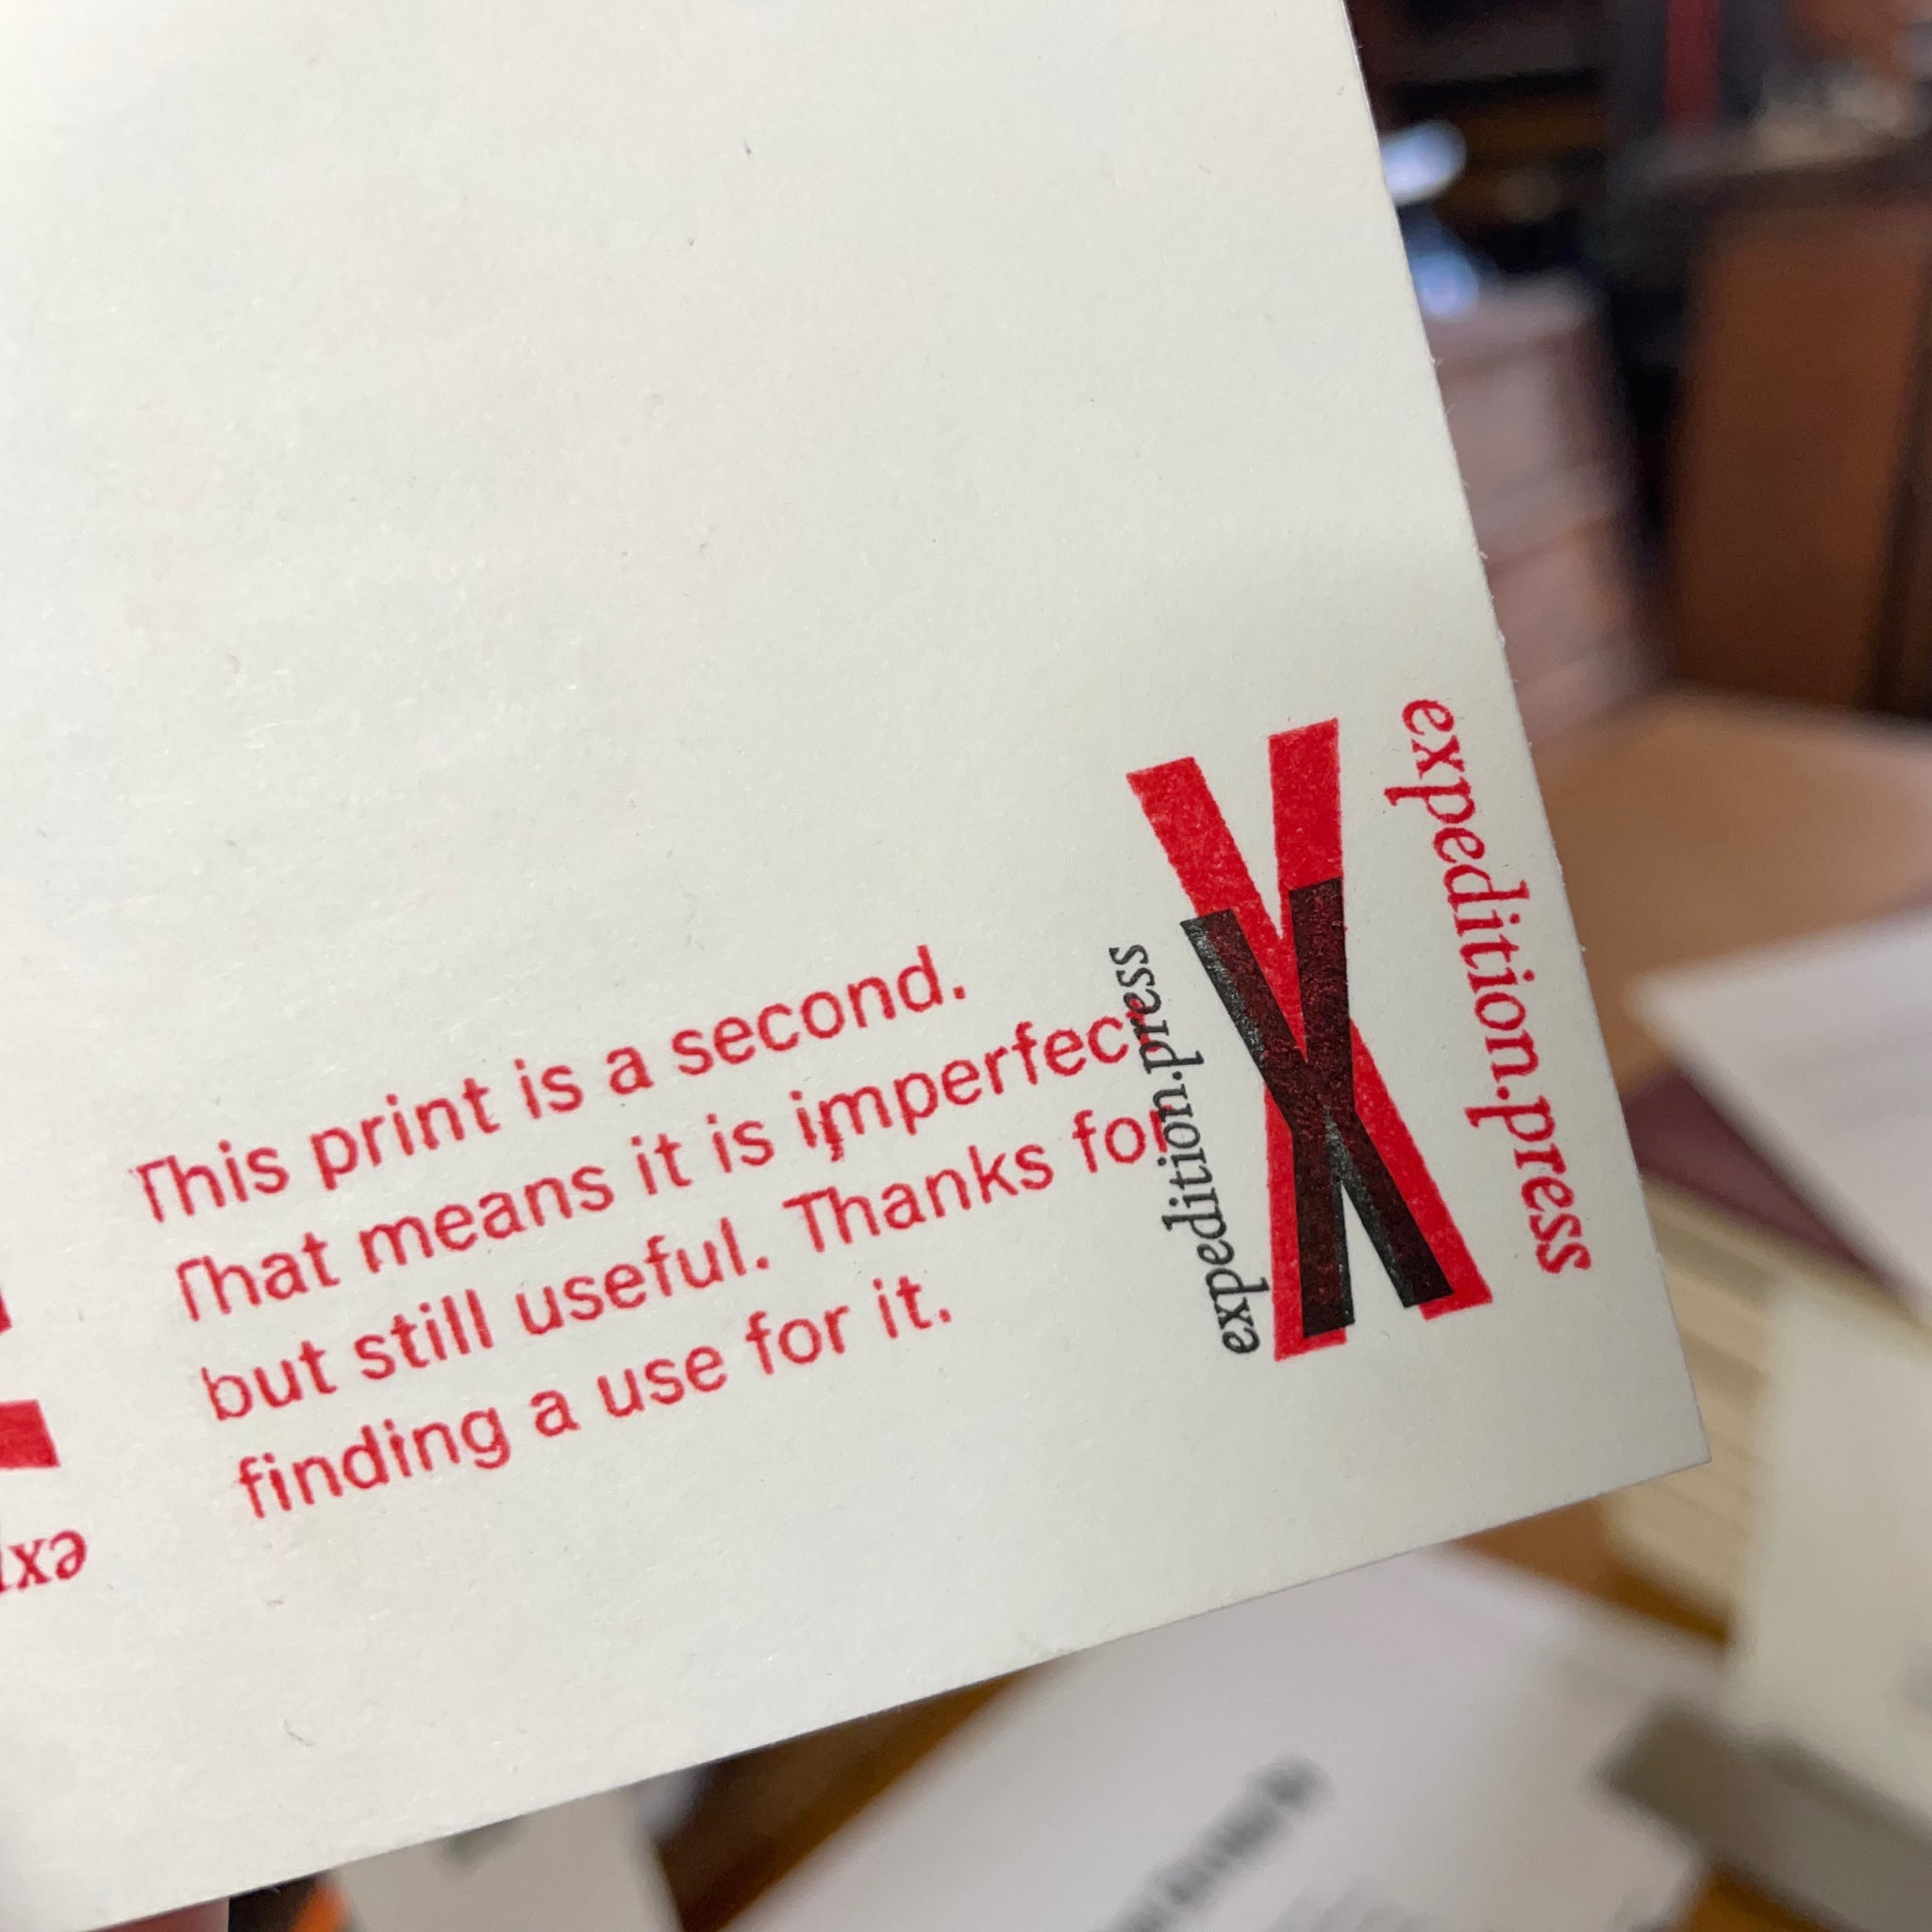 This print is a second.
That means it is imperfect
but still useful. Thanks for
finding a use for it.
expedition.press
X
expedition.press
ex